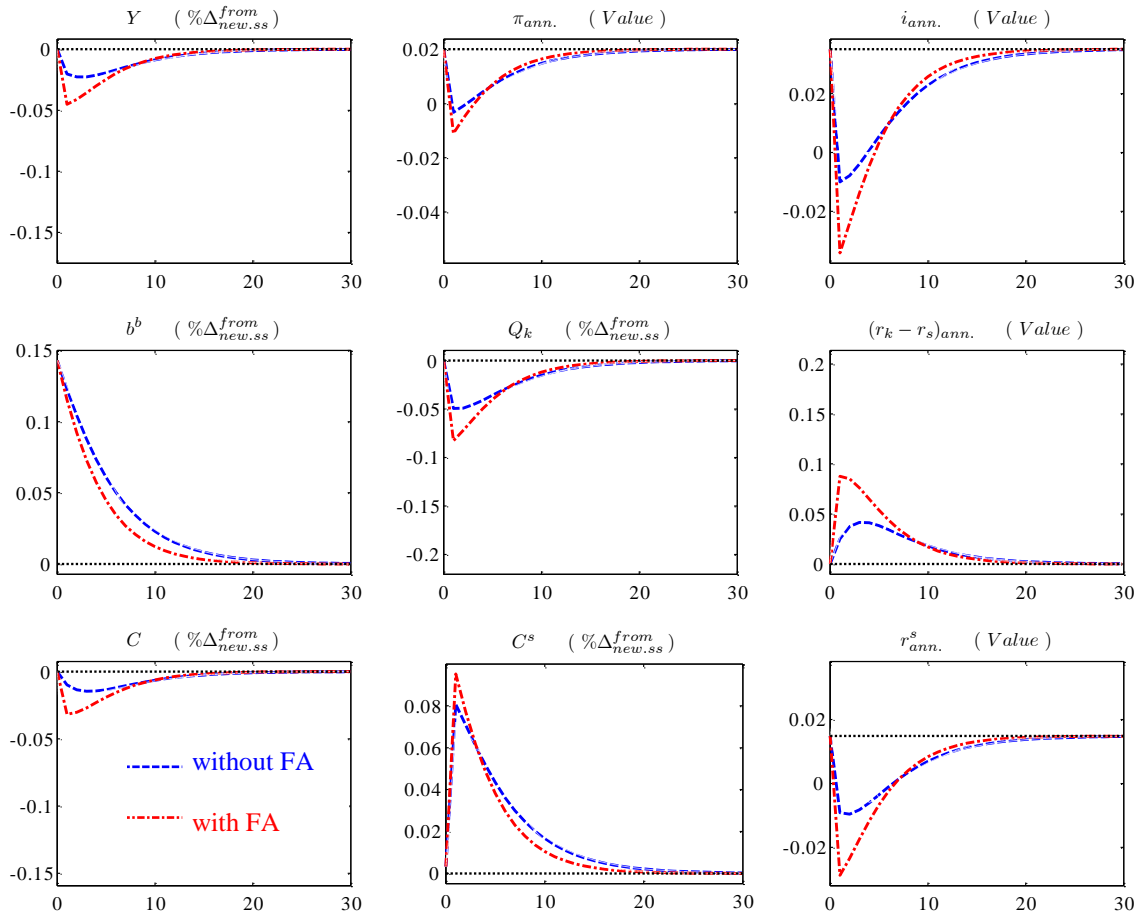 Y ( %Δ^{from}_{new.ss} )
π_{ann.} ( Value )
i_{ann.} ( Value )
0
-0.05
-0.1
-0.15
0 10 20 30
0.02
0
-0.02
-0.04
0 10 20 30
0.02
0
-0.02
0 10 20 30
b^b ( %Δ^{from}_{new.ss} )
Q_k ( %Δ^{from}_{new.ss} )
(r_k − r_s)_{ann.} ( Value )
0.15
0.1
0.05
0
0 10 20 30
0
-0.05
-0.1
-0.15
-0.2
0 10 20 30
0.2
0.15
0.1
0.05
0
0 10 20 30
C ( %Δ^{from}_{new.ss} )
C^s ( %Δ^{from}_{new.ss} )
r^s_{ann.} ( Value )
0
-0.05
-0.1
-0.15
without FA
with FA
0 10 20 30
0.08
0.06
0.04
0.02
0
0 10 20 30
0.02
0
-0.02
0 10 20 30